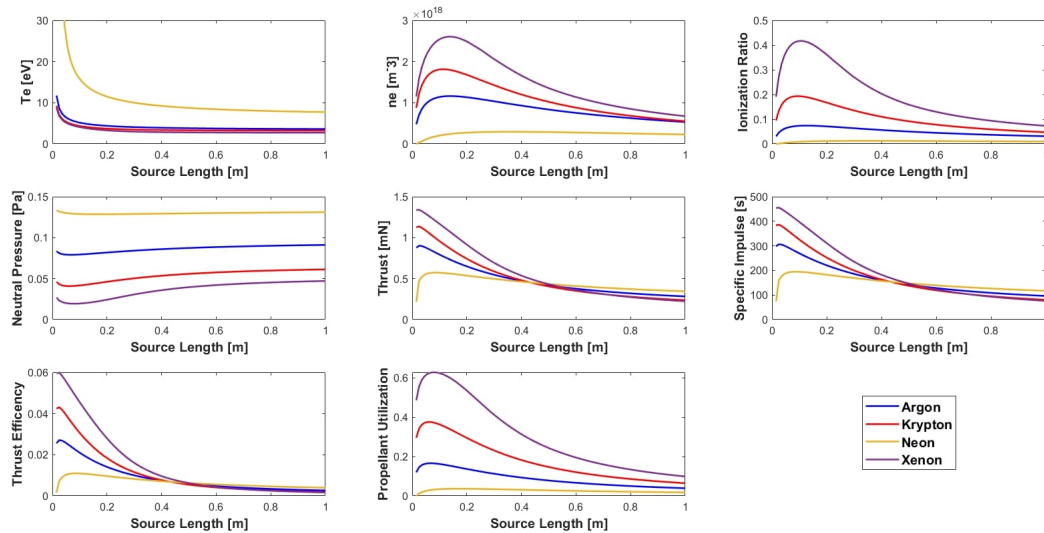 Te [eV]
30
20
10
0
0 0.2 0.4 0.6 0.8 1
Source Length [m]
ne [m^-3]
3 ×10^18
2
1
0
0 0.2 0.4 0.6 0.8 1
Source Length [m]
Ionization Ratio
0.5
0.4
0.3
0.2
0.1
0
0 0.2 0.4 0.6 0.8 1
Source Length [m]
Neutral Pressure [Pa]
0.15
0.1
0.05
0
0 0.2 0.4 0.6 0.8 1
Source Length [m]
Thrust [mN]
1.5
1.0
0.5
0
0 0.2 0.4 0.6 0.8 1
Source Length [m]
Specific Impulse [s]
500
400
300
200
100
0
0 0.2 0.4 0.6 0.8 1
Source Length [m]
Thrust Efficency
0.06
0.04
0.02
0
0 0.2 0.4 0.6 0.8 1
Source Length [m]
Propellant Utilization
0.6
0.4
0.2
0
0 0.2 0.4 0.6 0.8 1
Source Length [m]
Argon
Krypton
Neon
Xenon